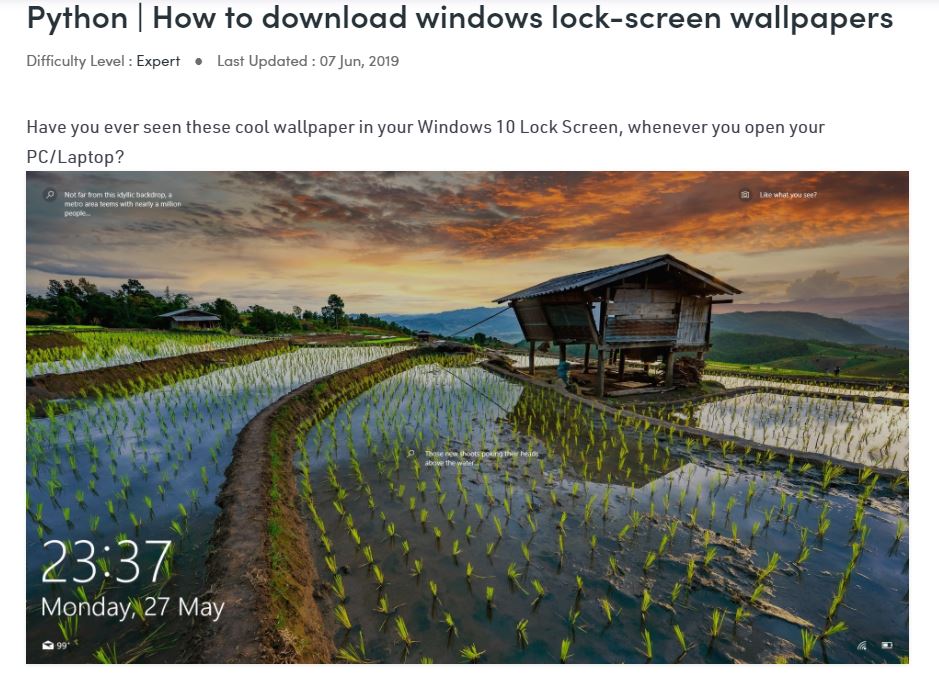 Python | How to download windows lock-screen wallpapers
Difficulty Level : Expert ● Last Updated : 07 Jun, 2019
Have you ever seen these cool wallpaper in your Windows 10 Lock Screen, whenever you open your
PC/Laptop?
Not far from this idyllic backdrop, a
metro area teems with nearly a million
people...
Like what you see?
Those new shoots poking their heads
above the water...
23:37
Monday, 27 May
99+